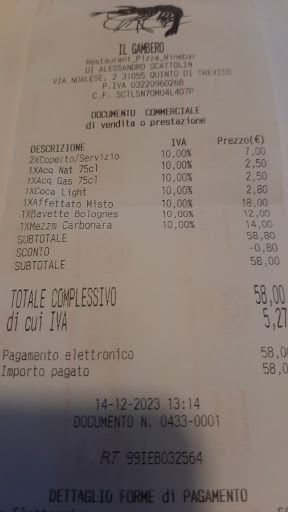 IL GAMBERO
Restaurant_Pizza_Winebar
DI ALESSANDRO SCATTOLIN
VIA NOALESE, 2 31055 QUINTO DI TREVISO
P.IVA 03220960268
C.F. SCTLSN70M04L407P
DOCUMENTO COMMERCIALE
di vendita o prestazione
DESCRIZIONE IVA Prezzo(€)
2XCoperto/Servizio 10,00% 7,00
1XAcq Nat 75cl 10,00% 2,50
1XAcq Gas 75cl 10,00% 2,50
1XCoca Light 10,00% 2,80
1XAffettato Misto 10,00% 18,00
1XBavette Bolognes 10,00% 12,00
1XMezzm Carbonara 10,00% 14,00
SUBTOTALE 58,80
SCONTO -0,80
SUBTOTALE 58,00
TOTALE COMPLESSIVO 58,00
di cui IVA 5,27
Pagamento elettronico 58,0
Importo pagato 58,0
14-12-2023 13:14
DOCUMENTO N. 0433-0001
RT 99IEB032564
DETTAGLIO FORME di PAGAMENTO